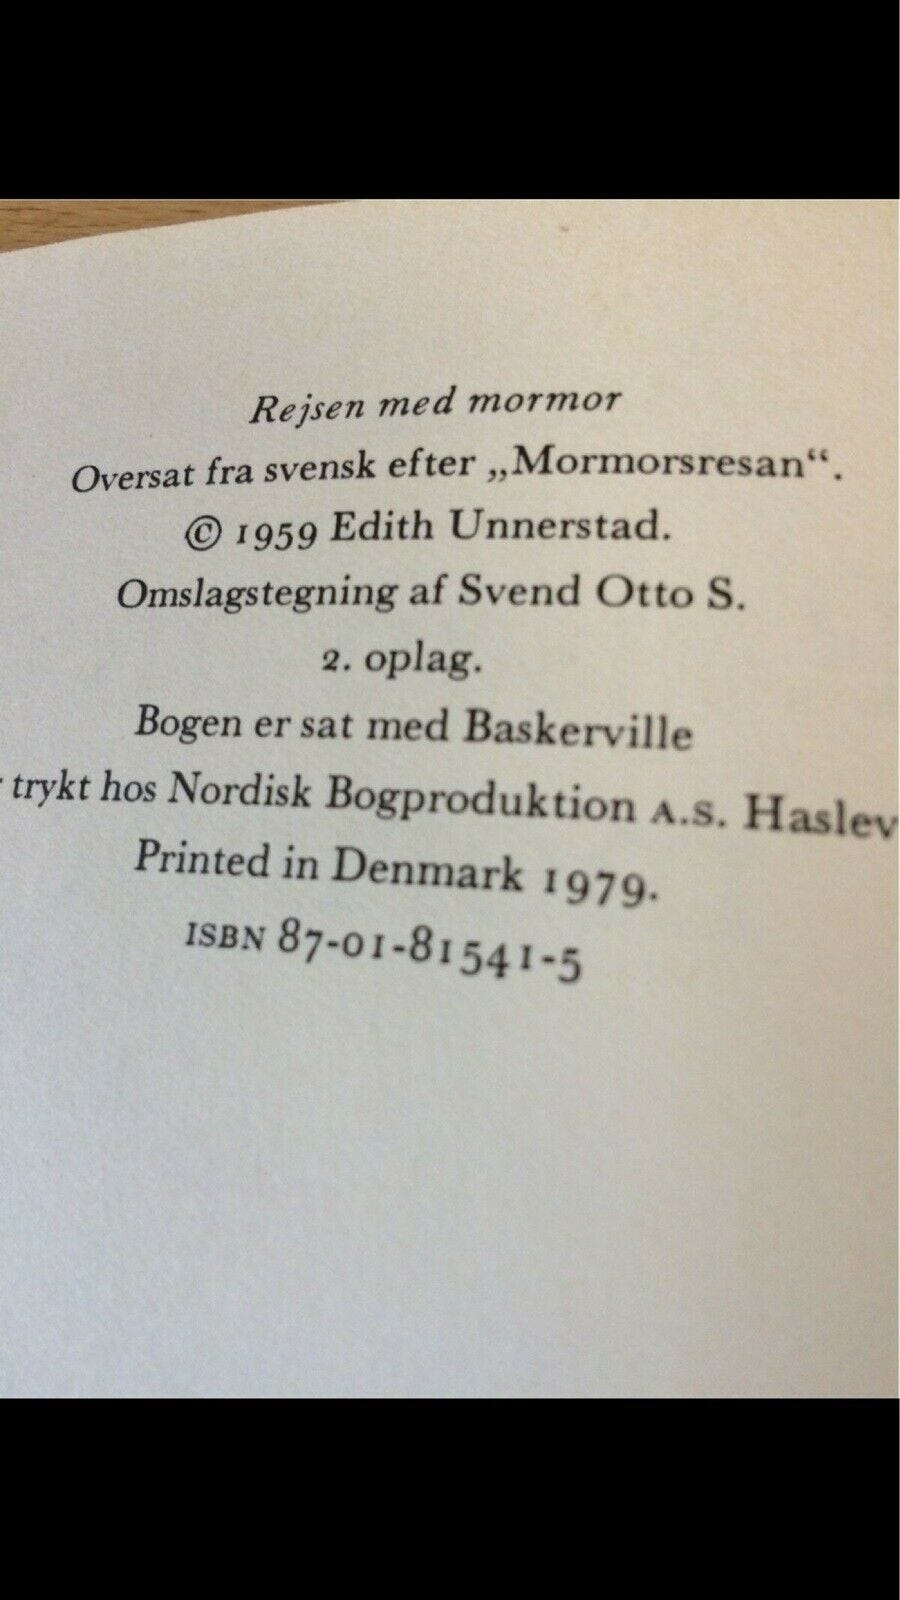 Rejsen med mormor
Oversat fra svensk efter „Mormorsresan“.
© 1959 Edith Unnerstad.
Omslagstegning af Svend Otto S.
2. oplag.
Bogen er sat med Baskerville
trykt hos Nordisk Bogproduktion A.S. Haslev
Printed in Denmark 1979.
ISBN 87-01-81541-5